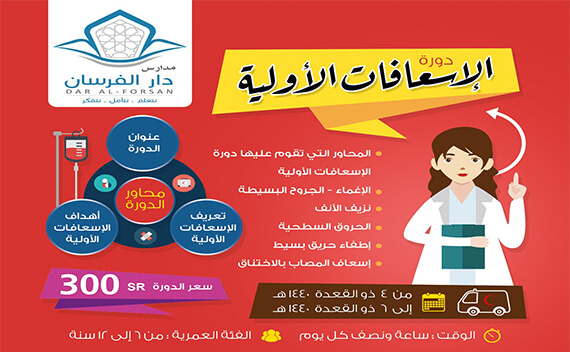 مدارس
دار الفرسان
DAR AL-FORSAN
نتعلم . نتأمل . نتفكر
دورة
الإسعافات الأولية
المحاور التي تقوم عليها دورة
الإسعافات الأولية
الإغماء - الجروح البسيطة
نزيف الأنف
الحروق السطحية
إطفاء حريق بسيط
إسعاف المصاب بالاختناق
عنوان
الدورة
محاور
الدورة
تعريف
الإسعافات
الأولية
أهداف
الإسعافات
الأولية
سعر الدورة 300 SR
من ٤ ذو القعدة ١٤٤٠هـ
إلى ٦ ذو القعدة ١٤٤٠هـ
الوقت : ساعة ونصف كل يوم
الفئة العمرية : من ٦ إلى ١٢ سنة